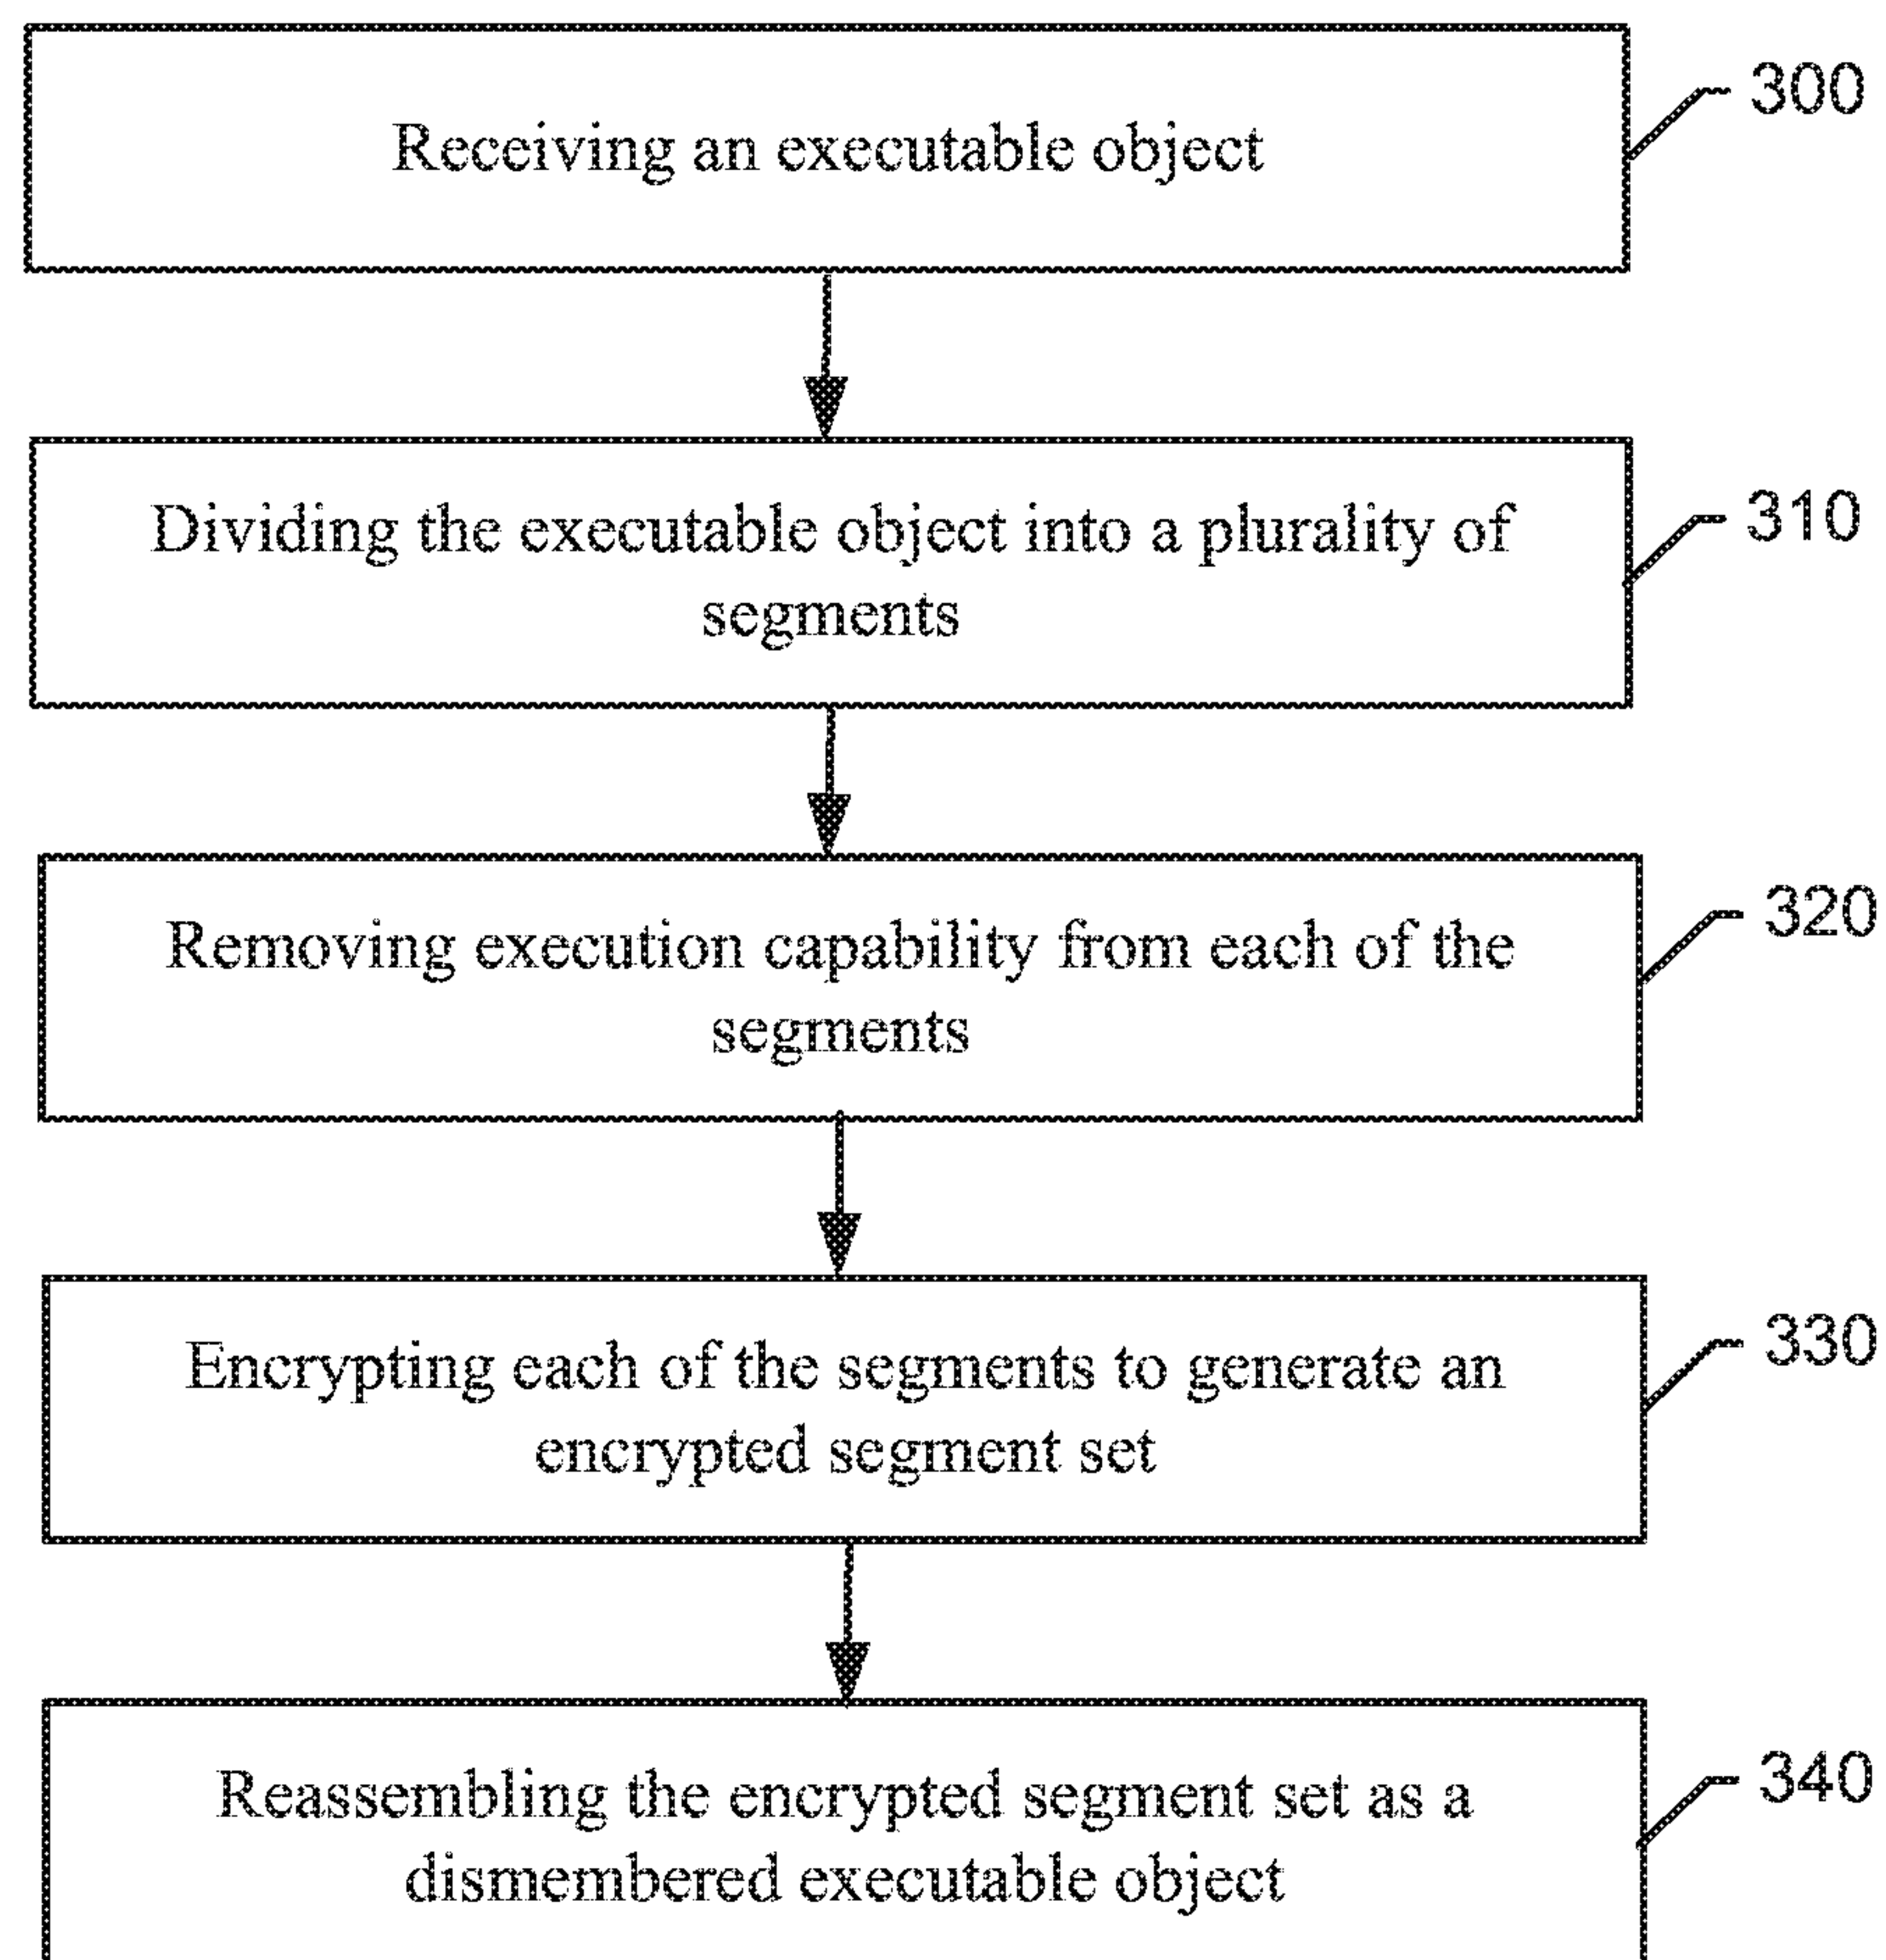 Receiving an executable object
300
Dividing the executable object into a plurality of
segments
310
Removing execution capability from each of the
segments
320
Encrypting each of the segments to generate an
encrypted segment set
330
Reassembling the encrypted segment set as a
dismembered executable object
340